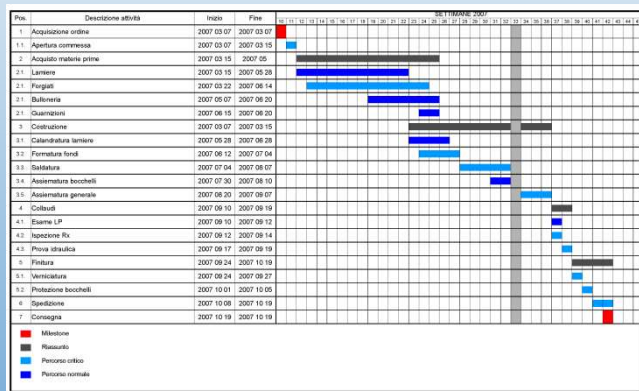 Pos. Descrizione attività Inizio Fine SETTIMANE 2007
10 11 12 13 14 15 16 17 18 19 20 21 22 23 24 25 26 27 28 29 30 31 32 33 34 35 36 37 38 39 40 41 42
1 Acquisizione ordine 2007 03 07 2007 03 07
1.1. Apertura commessa 2007 03 07 2007 03 15
2 Acquisto materie prime 2007 03 15 2007 05
2.1. Lamiere 2007 03 15 2007 05 28
2.1. Forgiati 2007 03 22 2007 06 14
2.1. Bulloneria 2007 05 07 2007 06 20
2.1. Guarnizioni 2007 06 15 2007 06 20
3 Costruzione 2007 03 07 2007 03 15
3.1 Calandratura lamiere 2007 05 28 2007 06 28
3.2 Formatura fondi 2007 06 12 2007 07 04
3.3. Saldatura 2007 07 04 2007 08 07
3.4. Assiematura bocchelli 2007 07 30 2007 08 10
3.5. Assiematura generale 2007 08 20 2007 09 07
4 Collaudi 2007 09 10 2007 09 19
4.1. Esame LP 2007 09 10 2007 09 12
4.2. Ispezione Rx 2007 09 12 2007 09 14
4.3. Prova idraulica 2007 09 17 2007 09 19
5 Finitura 2007 09 24 2007 10 19
5.1. Verniciatura 2007 09 24 2007 09 27
5.2. Protezione bocchelli 2007 10 01 2007 10 05
6 Spedizione 2007 10 08 2007 10 19
7 Consegna 2007 10 19 2007 10 19
Milestone
Riassunto
Percorso critico
Percorso normale